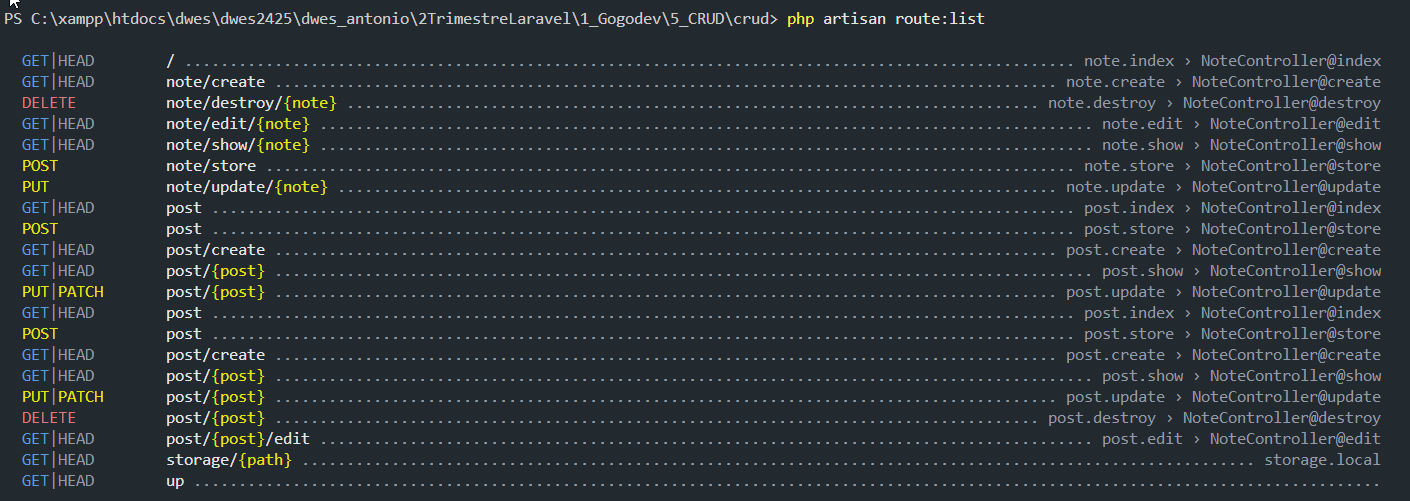 PS C:\xampp\htdocs\dwes\dwes2425\dwes_antonio\2TrimestreLaravel\1_Gogodev\5_CRUD\crud> php artisan route:list
GET|HEAD / ................................................................................................... note.index › NoteController@index
GET|HEAD note/create ....................................................................................... note.create › NoteController@create
DELETE note/destroy/{note} ............................................................................. note.destroy › NoteController@destroy
GET|HEAD note/edit/{note} ...................................................................................... note.edit › NoteController@edit
GET|HEAD note/show/{note} ...................................................................................... note.show › NoteController@show
POST note/store .......................................................................................... note.store › NoteController@store
PUT note/update/{note} ................................................................................ note.update › NoteController@update
GET|HEAD post ................................................................................................ post.index › NoteController@index
POST post ................................................................................................ post.store › NoteController@store
GET|HEAD post/create ....................................................................................... post.create › NoteController@create
GET|HEAD post/{post} ........................................................................................... post.show › NoteController@show
PUT|PATCH post/{post} ....................................................................................... post.update › NoteController@update
GET|HEAD post ................................................................................................ post.index › NoteController@index
POST post ................................................................................................ post.store › NoteController@store
GET|HEAD post/create ....................................................................................... post.create › NoteController@create
GET|HEAD post/{post} ........................................................................................... post.show › NoteController@show
PUT|PATCH post/{post} ....................................................................................... post.update › NoteController@update
DELETE post/{post} ..................................................................................... post.destroy › NoteController@destroy
GET|HEAD post/{post}/edit ...................................................................................... post.edit › NoteController@edit
GET|HEAD storage/{path} .......................................................................................................... storage.local
GET|HEAD up ....................................................................................................................................